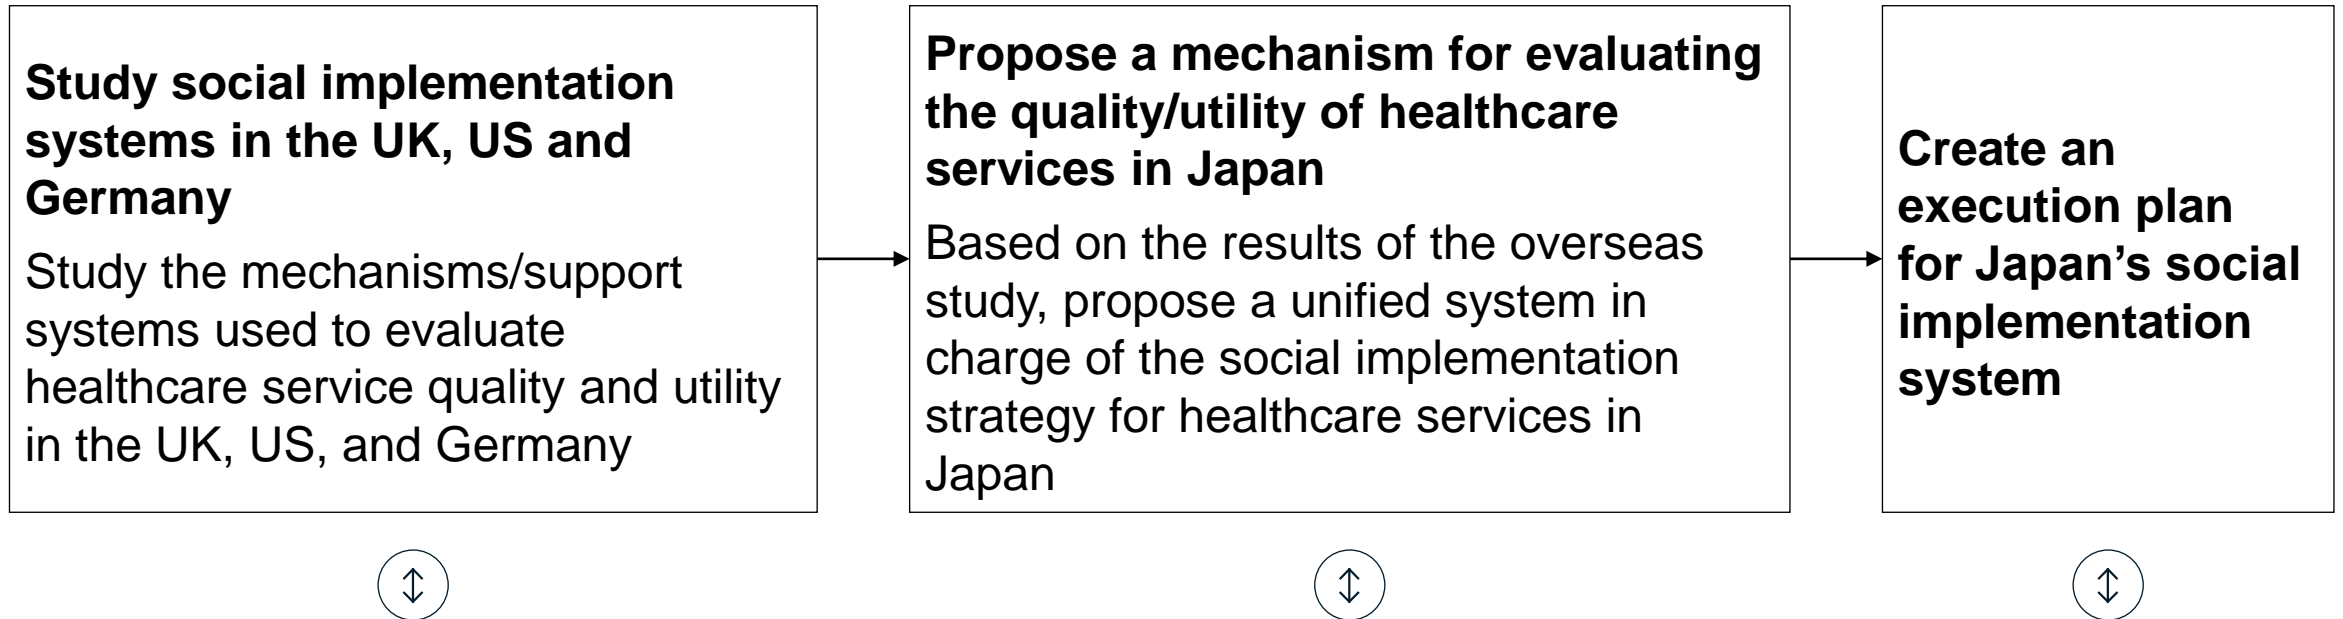 Study social implementation
systems in the UK, US and
Germany
Study the mechanisms/support
systems used to evaluate
healthcare service quality and utility
in the UK, US, and Germany
Propose a mechanism for evaluating
the quality/utility of healthcare
services in Japan
Based on the results of the overseas
study, propose a unified system in
charge of the social implementation
strategy for healthcare services in
Japan
Create an
execution plan
for Japan’s social
implementation
system